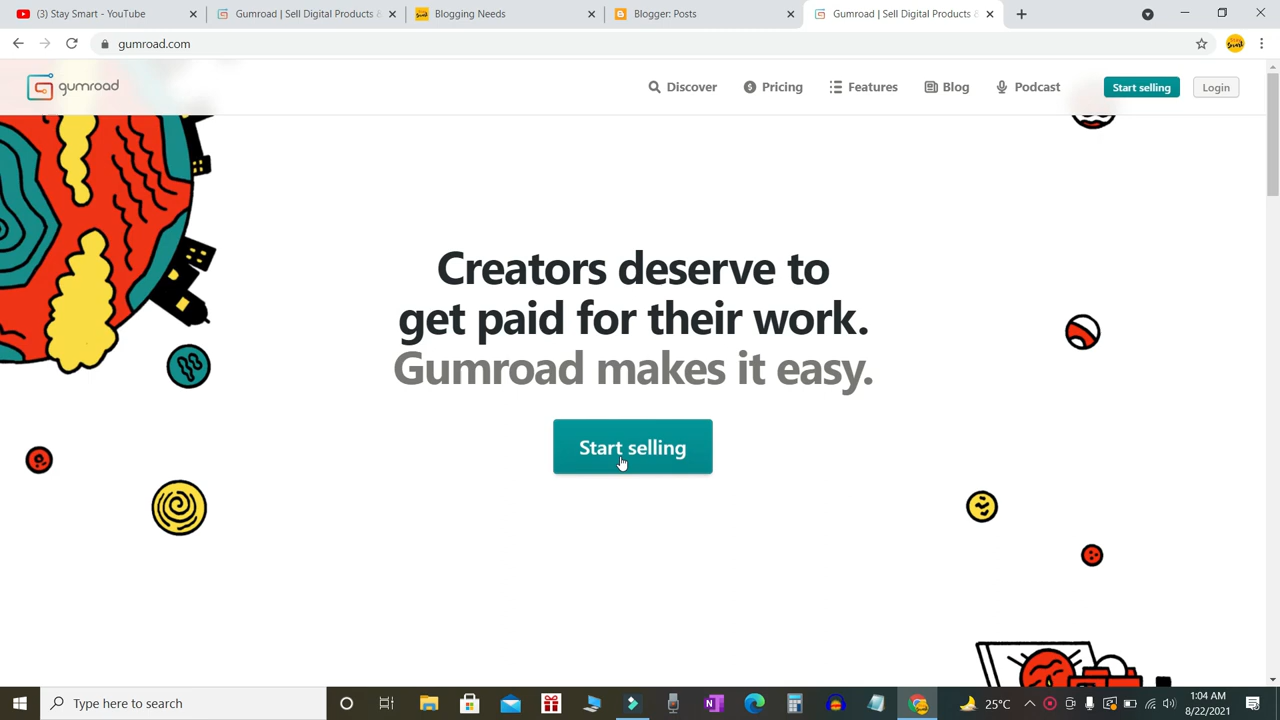 (3) Stay Smart - YouTube
Gumroad | Sell Digital Products &
Blogging Needs
Blogger: Posts
Gumroad | Sell Digital Products &
gumroad.com
gumroad
Discover
Pricing
Features
Blog
Podcast
Start selling
Login
Creators deserve to
get paid for their work.
Gumroad makes it easy.
Start selling
Type here to search
25°C
1:04 AM
8/22/2021